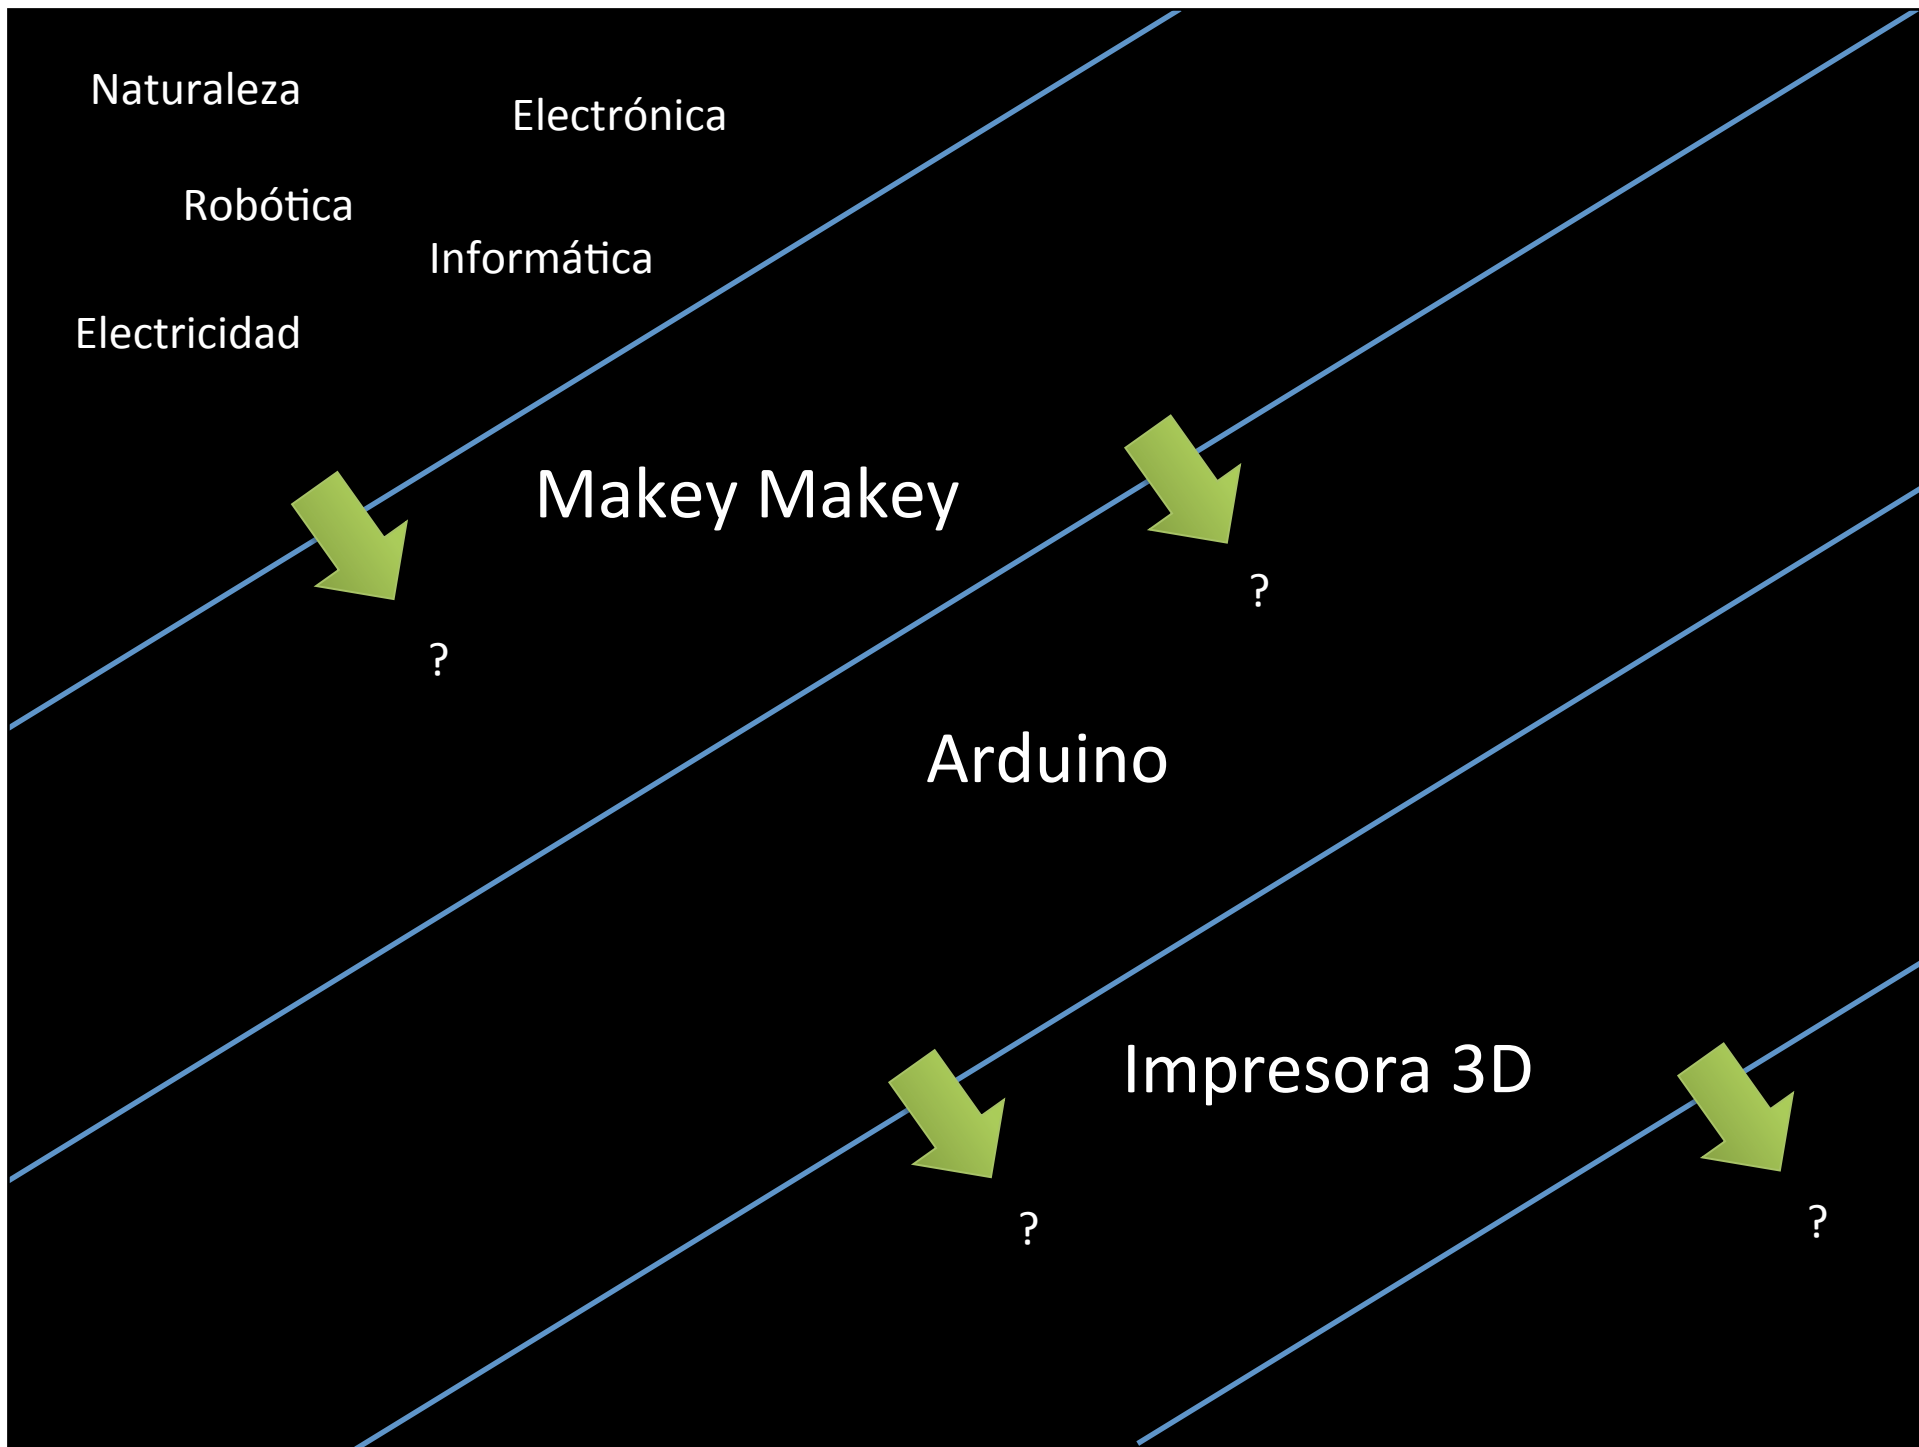 Naturaleza
Electrónica
Robótica
Informática
Electricidad
Makey Makey
?
?
Arduino
Impresora 3D
?
?